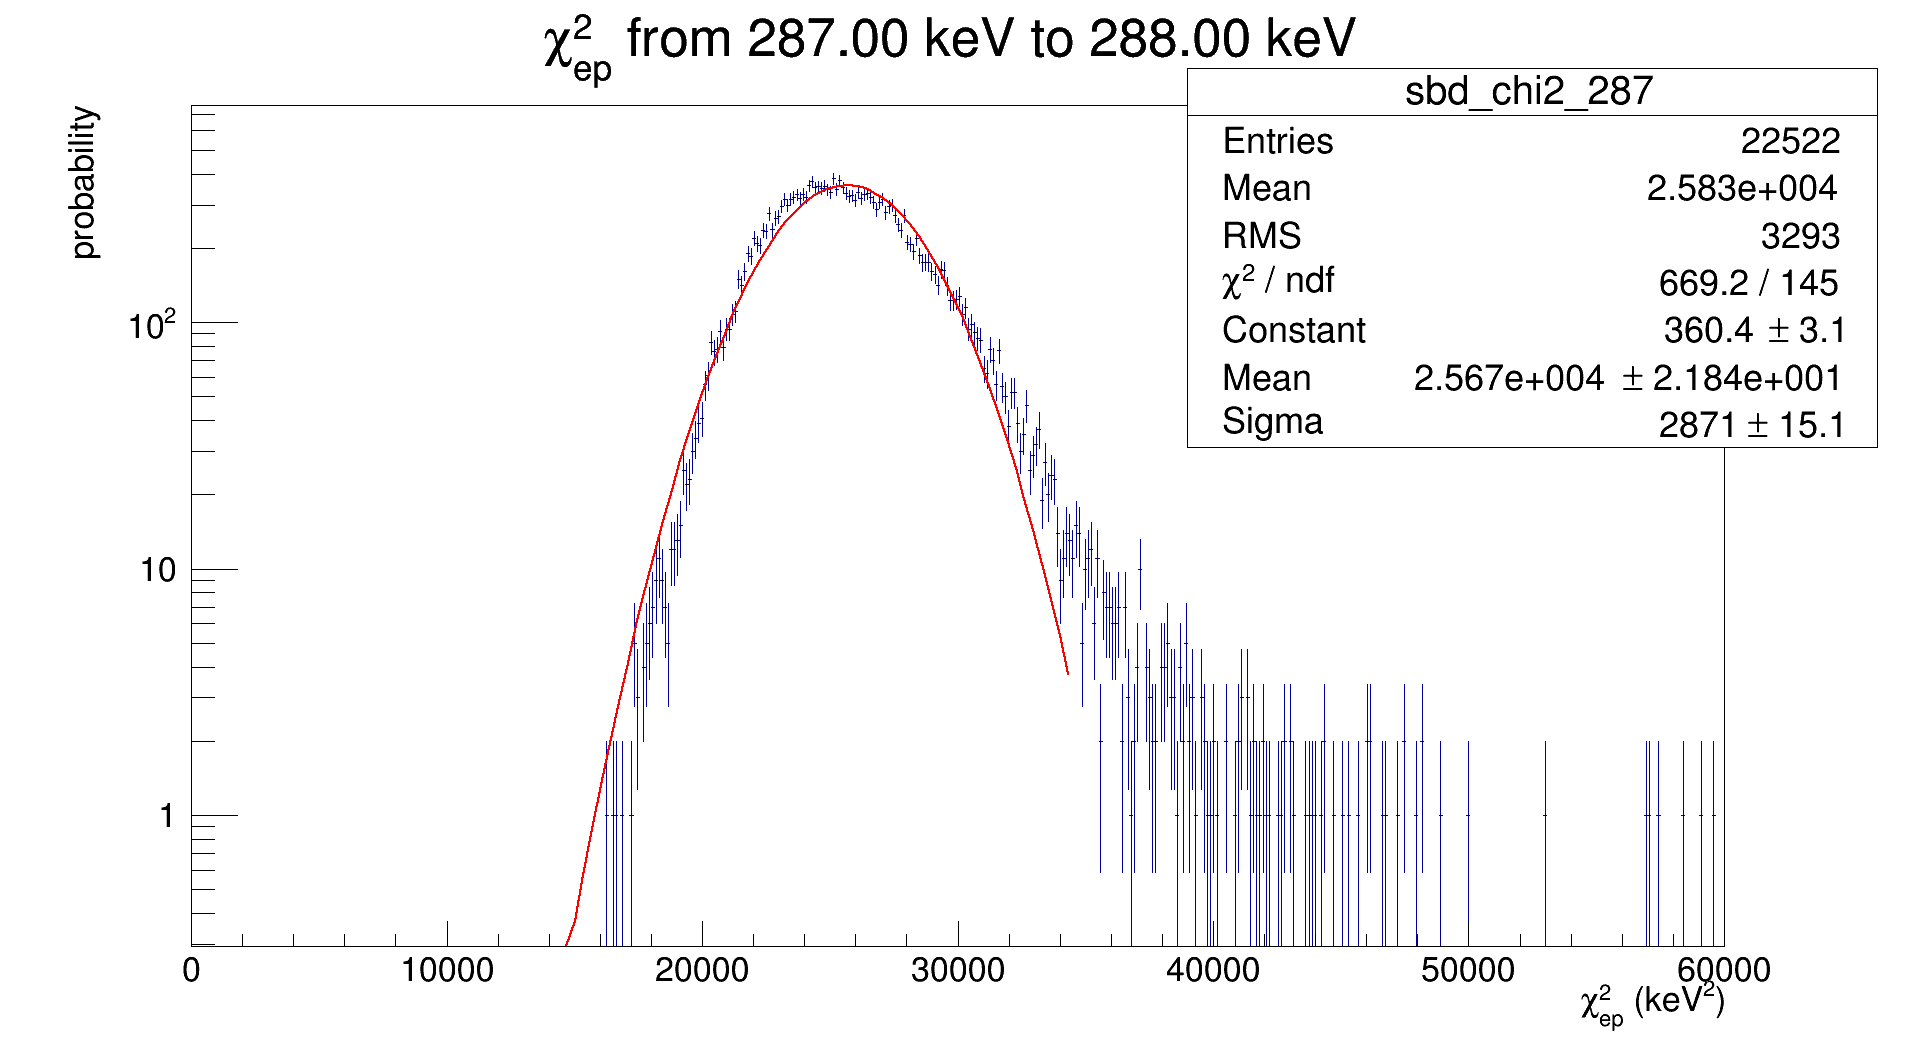 χ²ep from 287.00 keV to 288.00 keV
sbd_chi2_287
Entries 22522
Mean 2.583e+004
RMS 3293
χ² / ndf 669.2 / 145
Constant 360.4 ± 3.1
Mean 2.567e+004 ± 2.184e+001
Sigma 2871 ± 15.1
probability
10²
10
1
0 10000 20000 30000 40000 50000 60000
χ²ep (keV²)